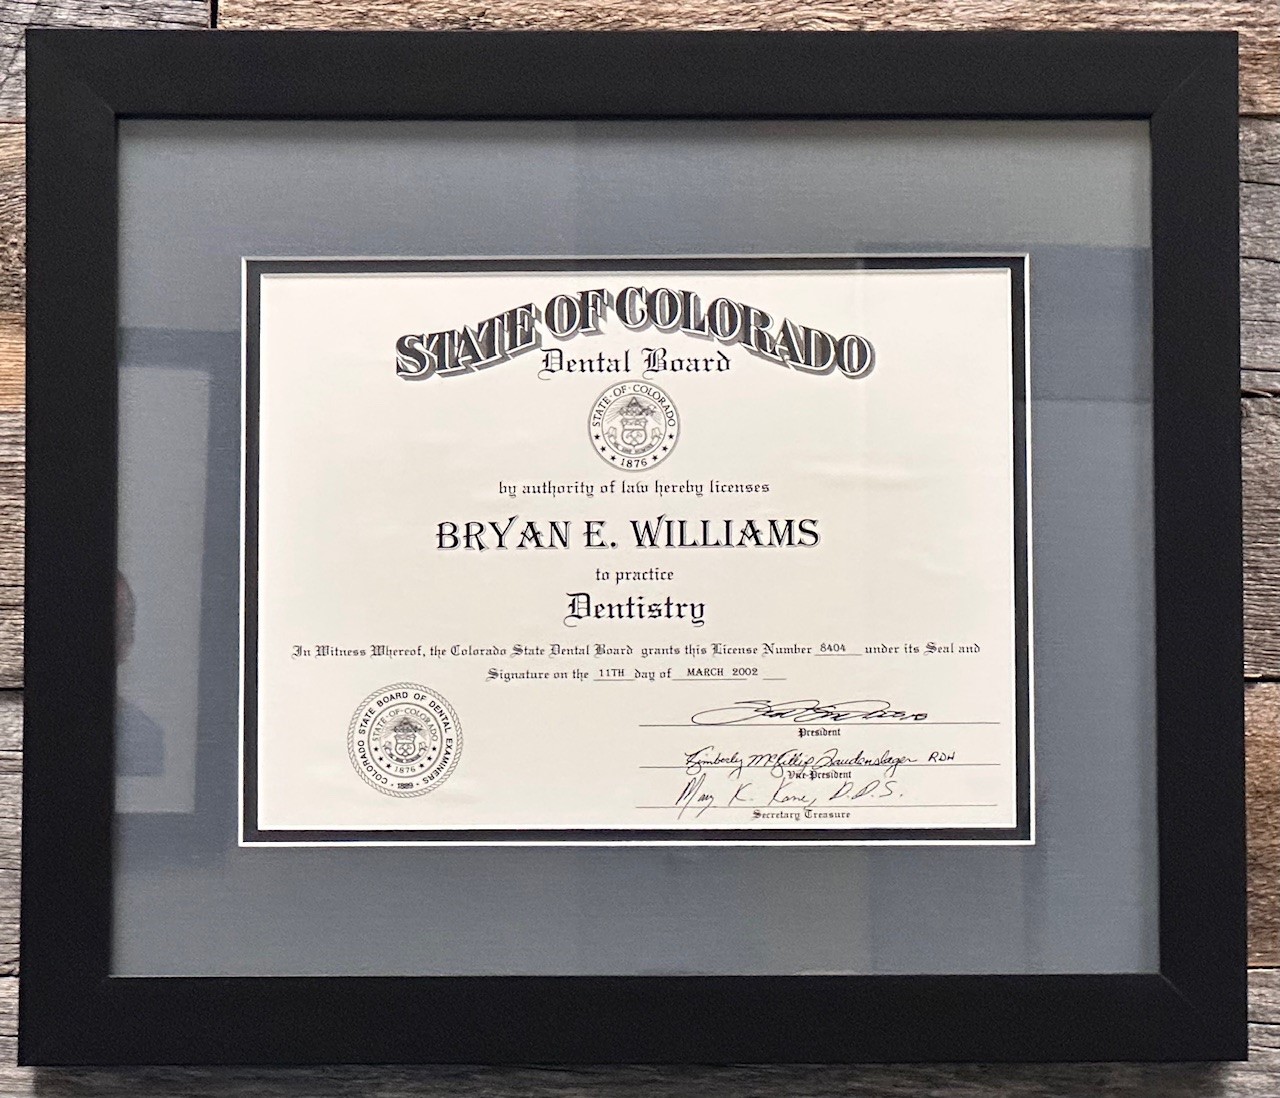 STATE OF COLORADO
Dental Board
STATE · OF · COLORADO
1876
by authority of law hereby licenses
BRYAN E. WILLIAMS
to practice
Dentistry
In Witness Whereof, the Colorado State Dental Board grants this License Number 8404 under its Seal and
Signature on the 11TH day of MARCH 2002
COLORADO STATE BOARD OF DENTAL EXAMINERS
STATE · OF · COLORADO
1876
· 1889 ·
President
Kimberly McGillip Laudenslager RDH
Vice-President
Mary K. Kane, D.D.S.
Secretary Treasure